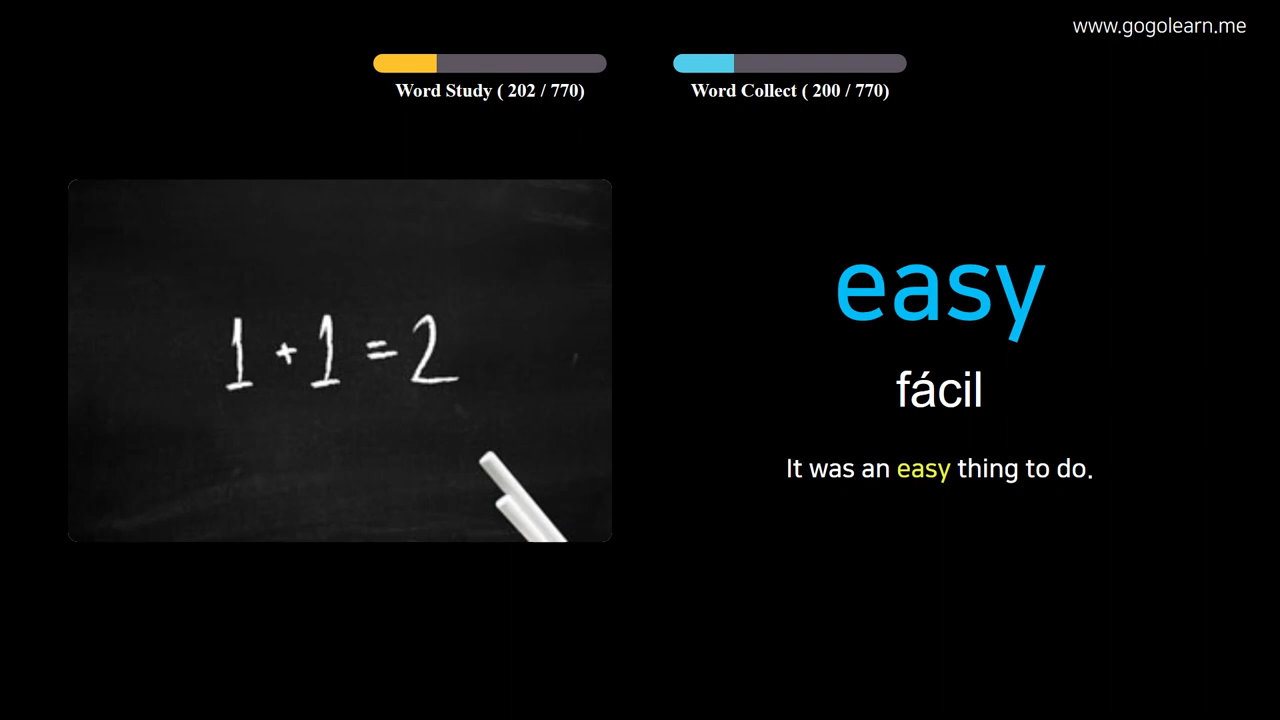 www.gogolearn.me
Word Study ( 202 / 770)
Word Collect ( 200 / 770)
1 + 1 = 2
easy
fácil
It was an easy thing to do.